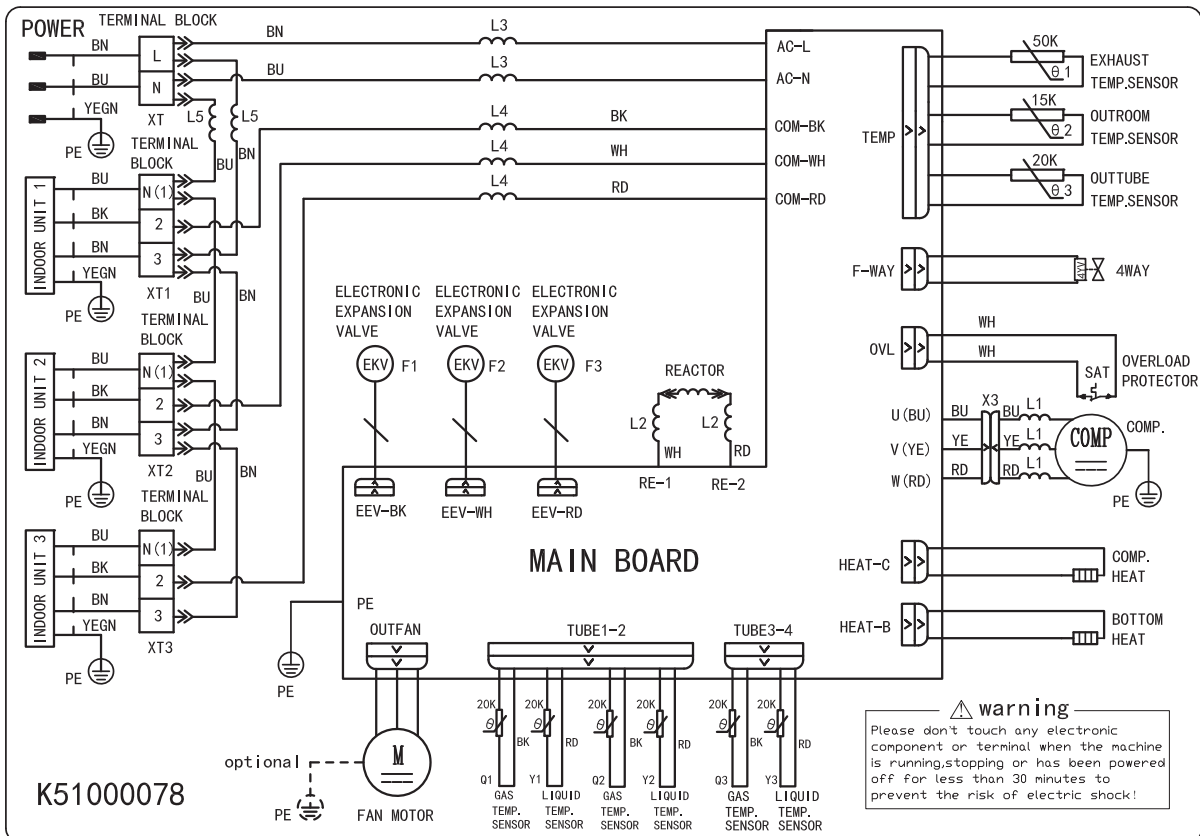 POWER
TERMINAL BLOCK
BN
BU
YEGN
PE
L
N
XT
L5
L5
BU
BN
BN
L3
BU
L3
L4
BK
L4
WH
L4
RD
AC-L
AC-N
COM-BK
COM-WH
COM-RD
TERMINAL
BLOCK
INDOOR UNIT 1
BU
BK
BN
YEGN
PE
N(1)
2
3
XT1
BU
BN
TERMINAL
BLOCK
INDOOR UNIT 2
BU
BK
BN
YEGN
PE
N(1)
2
3
XT2
BU
BN
TERMINAL
BLOCK
INDOOR UNIT 3
BU
BK
BN
YEGN
PE
N(1)
2
3
XT3
ELECTRONIC
EXPANSION
VALVE
EKV
F1
EEV-BK
ELECTRONIC
EXPANSION
VALVE
EKV
F2
EEV-WH
ELECTRONIC
EXPANSION
VALVE
EKV
F3
EEV-RD
REACTOR
L2
L2
WH
RD
RE-1
RE-2
MAIN BOARD
TEMP
50K
θ1
EXHAUST
TEMP.SENSOR
15K
θ2
OUTROOM
TEMP.SENSOR
20K
θ3
OUTTUBE
TEMP.SENSOR
F-WAY
4YV
4WAY
OVL
WH
WH
SAT
OVERLOAD
PROTECTOR
X3
U(BU)
BU
BU
L1
V(YE)
YE
YE
L1
W(RD)
RD
RD
L1
COMP
COMP.
PE
HEAT-C
COMP.
HEAT
HEAT-B
BOTTOM
HEAT
PE
PE
OUTFAN
M
FAN MOTOR
optional
PE
TUBE1-2
20K
θ
BK
Q1
GAS
TEMP.
SENSOR
20K
θ
RD
Y1
LIQUID
TEMP.
SENSOR
20K
θ
BK
Q2
GAS
TEMP.
SENSOR
20K
θ
RD
Y2
LIQUID
TEMP.
SENSOR
TUBE3-4
20K
θ
BK
Q3
GAS
TEMP.
SENSOR
20K
θ
RD
Y3
LIQUID
TEMP.
SENSOR
K51000078
warning
Please don't touch any electronic
component or terminal when the machine
is running,stopping or has been powered
off for less than 30 minutes to
prevent the risk of electric shock!